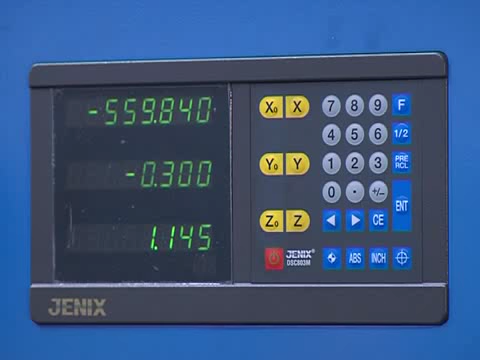 -559.840
-0.300
1.145
X₀ X 7 8 9 F
4 5 6 1/2
Y₀ Y 1 2 3 PRE RCL
0 · +/− ENT
Z₀ Z ◀ ▶ CE
JENIX® ABS INCH
DSC803M
JENIX